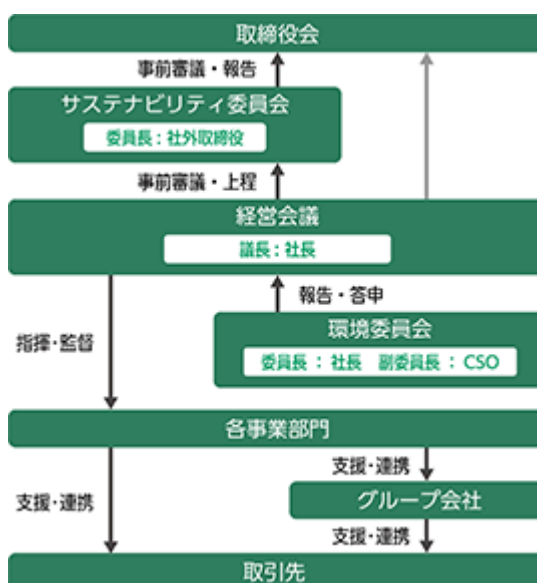 取締役会
事前審議・報告
サステナビリティ委員会
委員長：社外取締役
事前審議・上程
経営会議
議長：社長
報告・答申
指揮・監督
環境委員会
委員長 ： 社長　副委員長 ： CSO
各事業部門
支援・連携
支援・連携
グループ会社
支援・連携
取引先